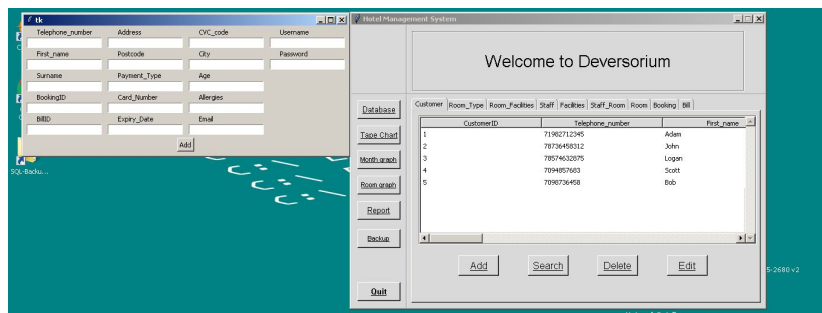 tk
Telephone_number Address CVC_code Username
First_name Postcode City Password
Surname Payment_Type Age
BookingID Card_Number Allergies
BillID Expiry_Date Email
Add
SQL-Backu...
Hotel Management System
Welcome to Deversorium
Database
Tape Chart
Month graph
Room graph
Report
Backup
Quit
Customer Room_Type Room_Facilities Staff Facilities Staff_Room Room Booking Bill
CustomerID Telephone_number First_name
1 71982712345 Adam
2 78736458312 John
3 78574632875 Logan
4 7094857683 Scott
5 7098736458 Bob
Add Search Delete Edit
5-2680 v2